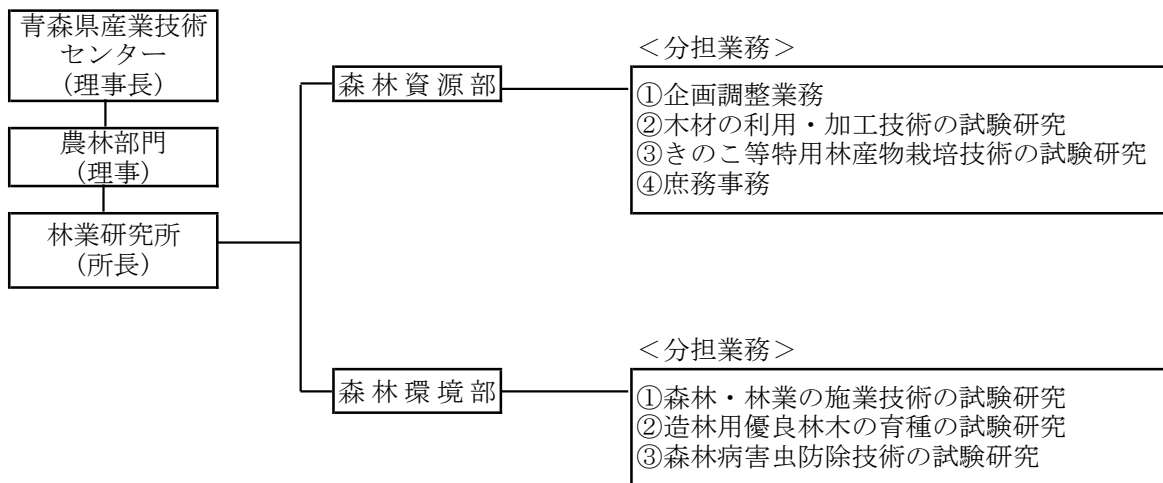 青森県産業技術
センター
(理事長)
農林部門
(理事)
林業研究所
(所長)
森林資源部
＜分担業務＞
①企画調整業務
②木材の利用・加工技術の試験研究
③きのこ等特用林産物栽培技術の試験研究
④庶務事務
森林環境部
＜分担業務＞
①森林・林業の施業技術の試験研究
②造林用優良林木の育種の試験研究
③森林病害虫防除技術の試験研究